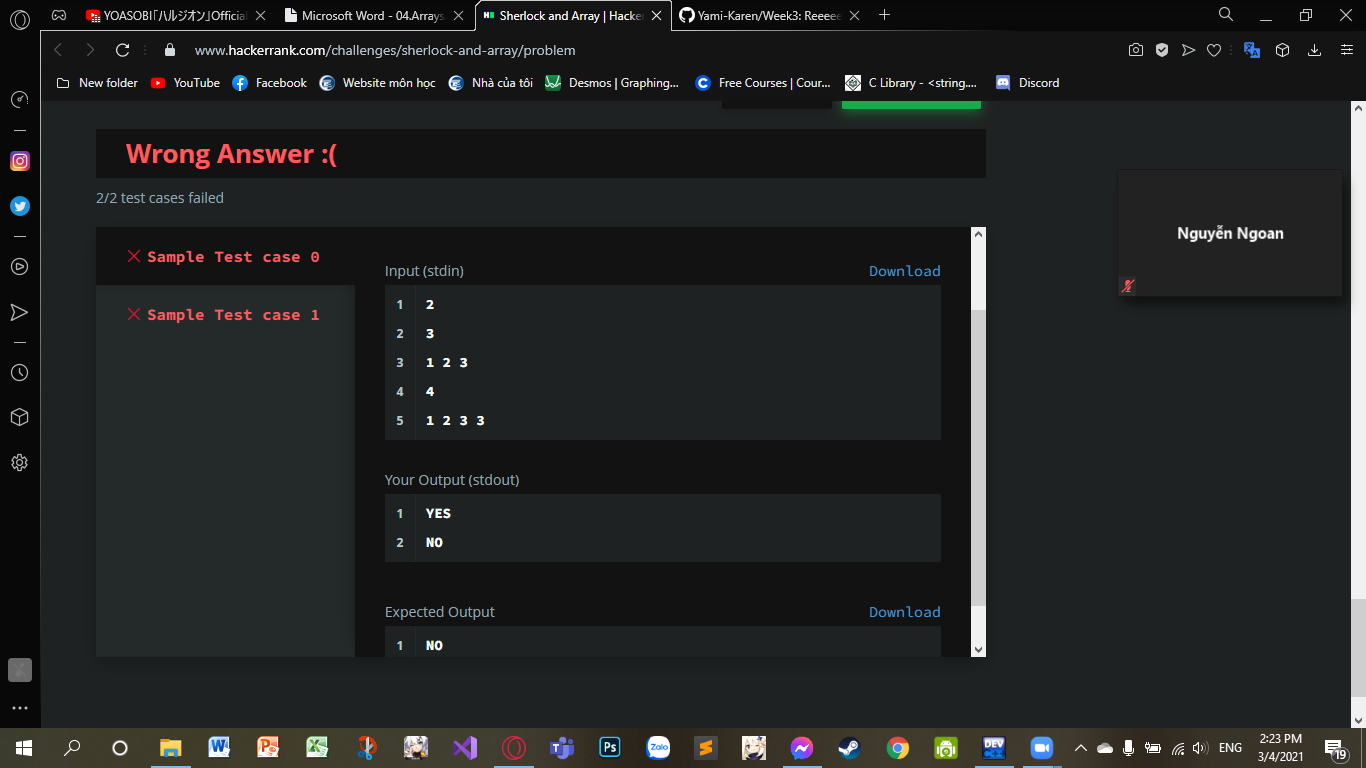 YOASOBI「ハルジオン」Official
Microsoft Word - 04.Arrays.
Sherlock and Array | Hacke
Yami-Karen/Week3: Reeeee
www.hackerrank.com/challenges/sherlock-and-array/problem
New folder
YouTube
Facebook
Website môn học
Nhà của tôi
Desmos | Graphing...
Free Courses | Cour...
C Library - <string....
Discord
Wrong Answer :(
2/2 test cases failed
Sample Test case 0
Sample Test case 1
Input (stdin)
Download
1 2
2 3
3 1 2 3
4 4
5 1 2 3 3
Your Output (stdout)
1 YES
2 NO
Expected Output
Download
1 NO
Nguyễn Ngoan
Zalo
DEV
ENG
2:23 PM
3/4/2021
19